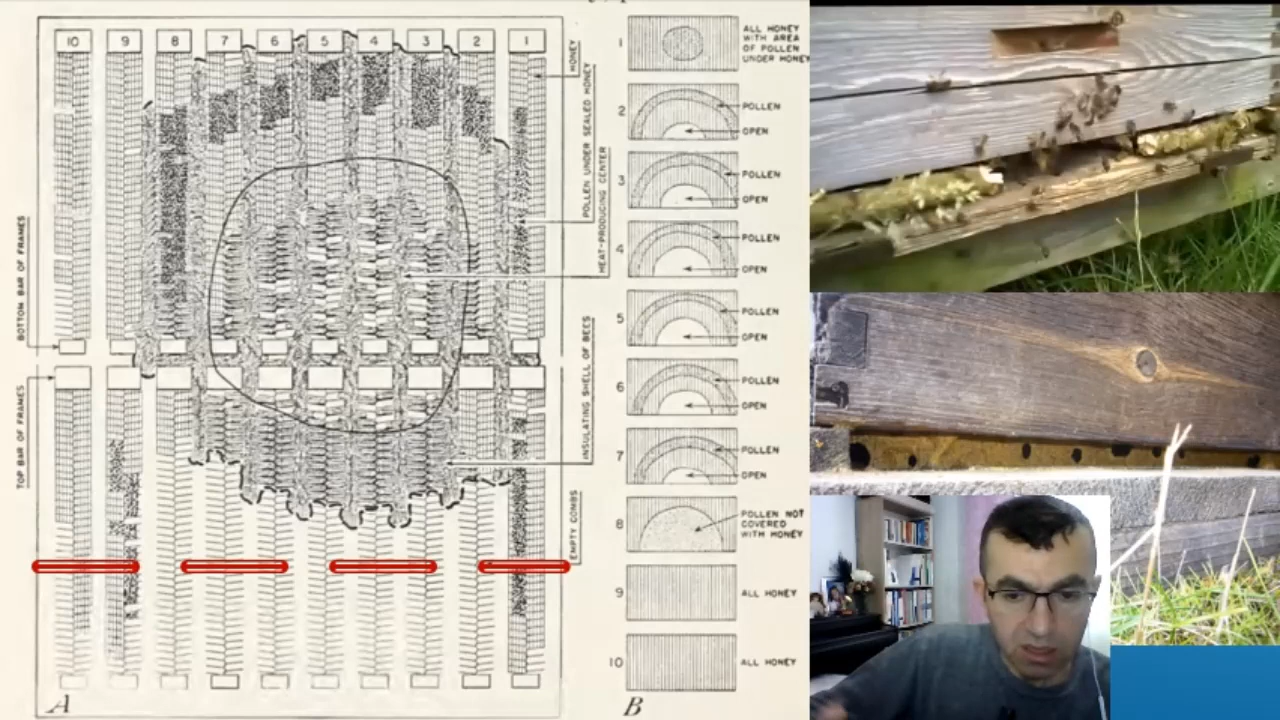 10 9 8 7 6 5 4 3 2 1
HONEY
POLLEN UNDER SEALED HONEY
HEAT-PRODUCING CENTER
BOTTOM BAR OF FRAMES
TOP BAR OF FRAMES
INSULATING SHELL OF BEES
EMPTY COMBS
A
1
ALL HONEY
WITH AREA
OF POLLEN
UNDER HONEY
2
POLLEN
OPEN
3
POLLEN
OPEN
4
POLLEN
OPEN
5
POLLEN
OPEN
6
POLLEN
OPEN
7
POLLEN
OPEN
8
POLLEN NOT
COVERED
WITH HONEY
9
ALL HONEY
10
ALL HONEY
B